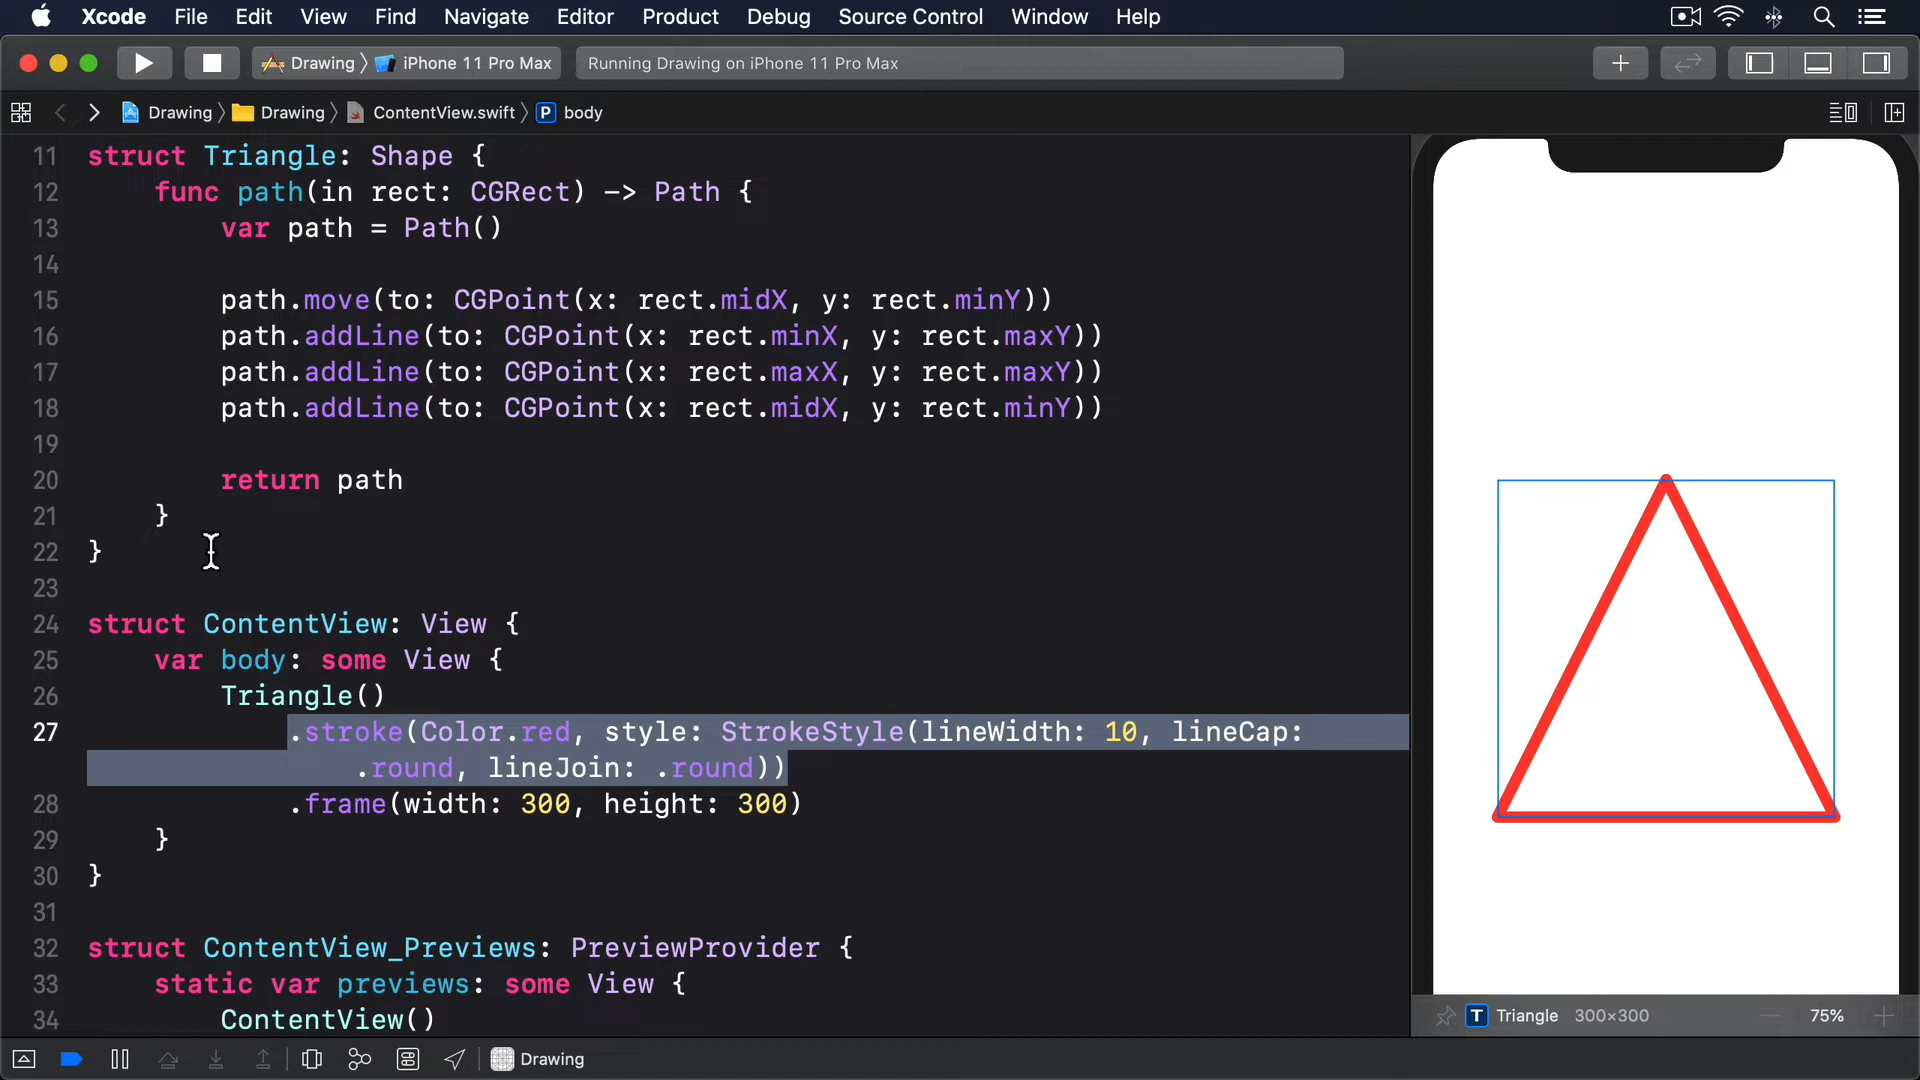 Xcode File Edit View Find Navigate Editor Product Debug Source Control Window Help
Drawing 〉 iPhone 11 Pro Max Running Drawing on iPhone 11 Pro Max
Drawing 〉 Drawing 〉 ContentView.swift 〉 P body
11 struct Triangle: Shape {
12 func path(in rect: CGRect) -> Path {
13 var path = Path()
14
15 path.move(to: CGPoint(x: rect.midX, y: rect.minY))
16 path.addLine(to: CGPoint(x: rect.minX, y: rect.maxY))
17 path.addLine(to: CGPoint(x: rect.maxX, y: rect.maxY))
18 path.addLine(to: CGPoint(x: rect.midX, y: rect.minY))
19
20 return path
21 }
22 }
23
24 struct ContentView: View {
25 var body: some View {
26 Triangle()
27 .stroke(Color.red, style: StrokeStyle(lineWidth: 10, lineCap:
.round, lineJoin: .round))
28 .frame(width: 300, height: 300)
29 }
30 }
31
32 struct ContentView_Previews: PreviewProvider {
33 static var previews: some View {
34 ContentView()
T Triangle 300×300 75%
Drawing